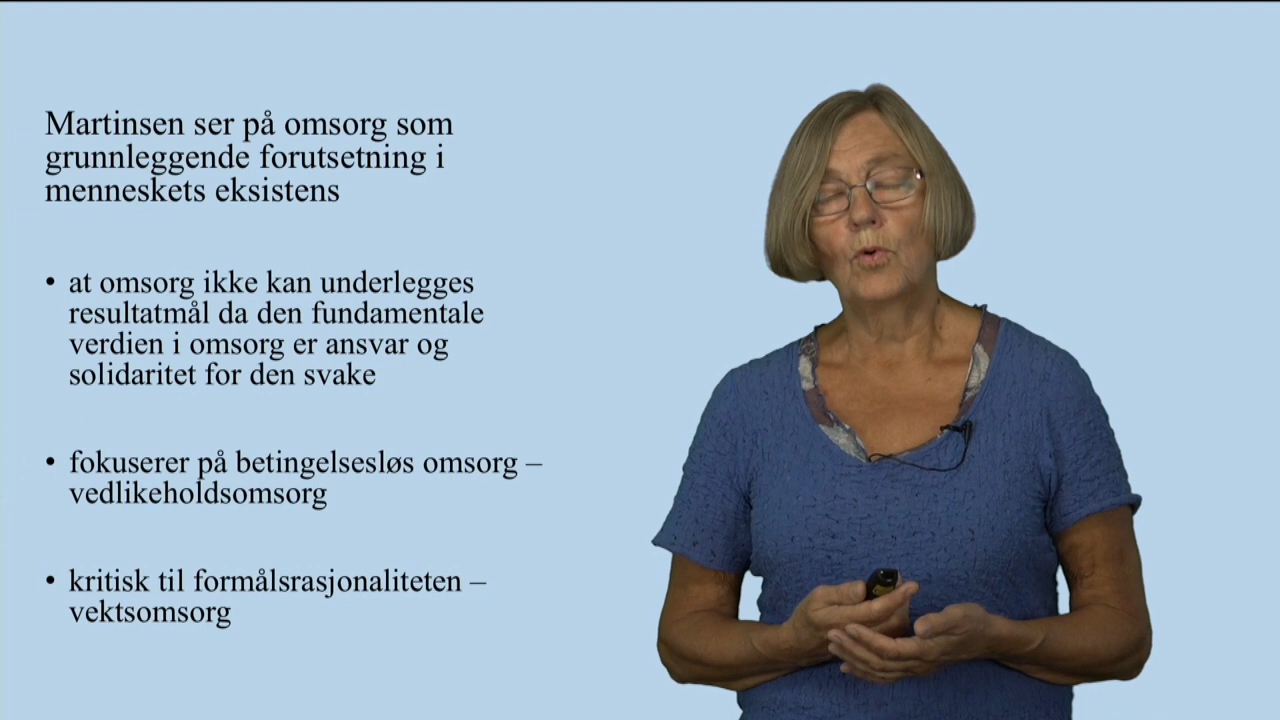 Martinsen ser på omsorg som
grunnleggende forutsetning i
menneskets eksistens
• at omsorg ikke kan underlegges
resultatmål da den fundamentale
verdien i omsorg er ansvar og
solidaritet for den svake
• fokuserer på betingelsesløs omsorg –
vedlikeholdsomsorg
• kritisk til formålsrasjonaliteten –
vektsomsorg